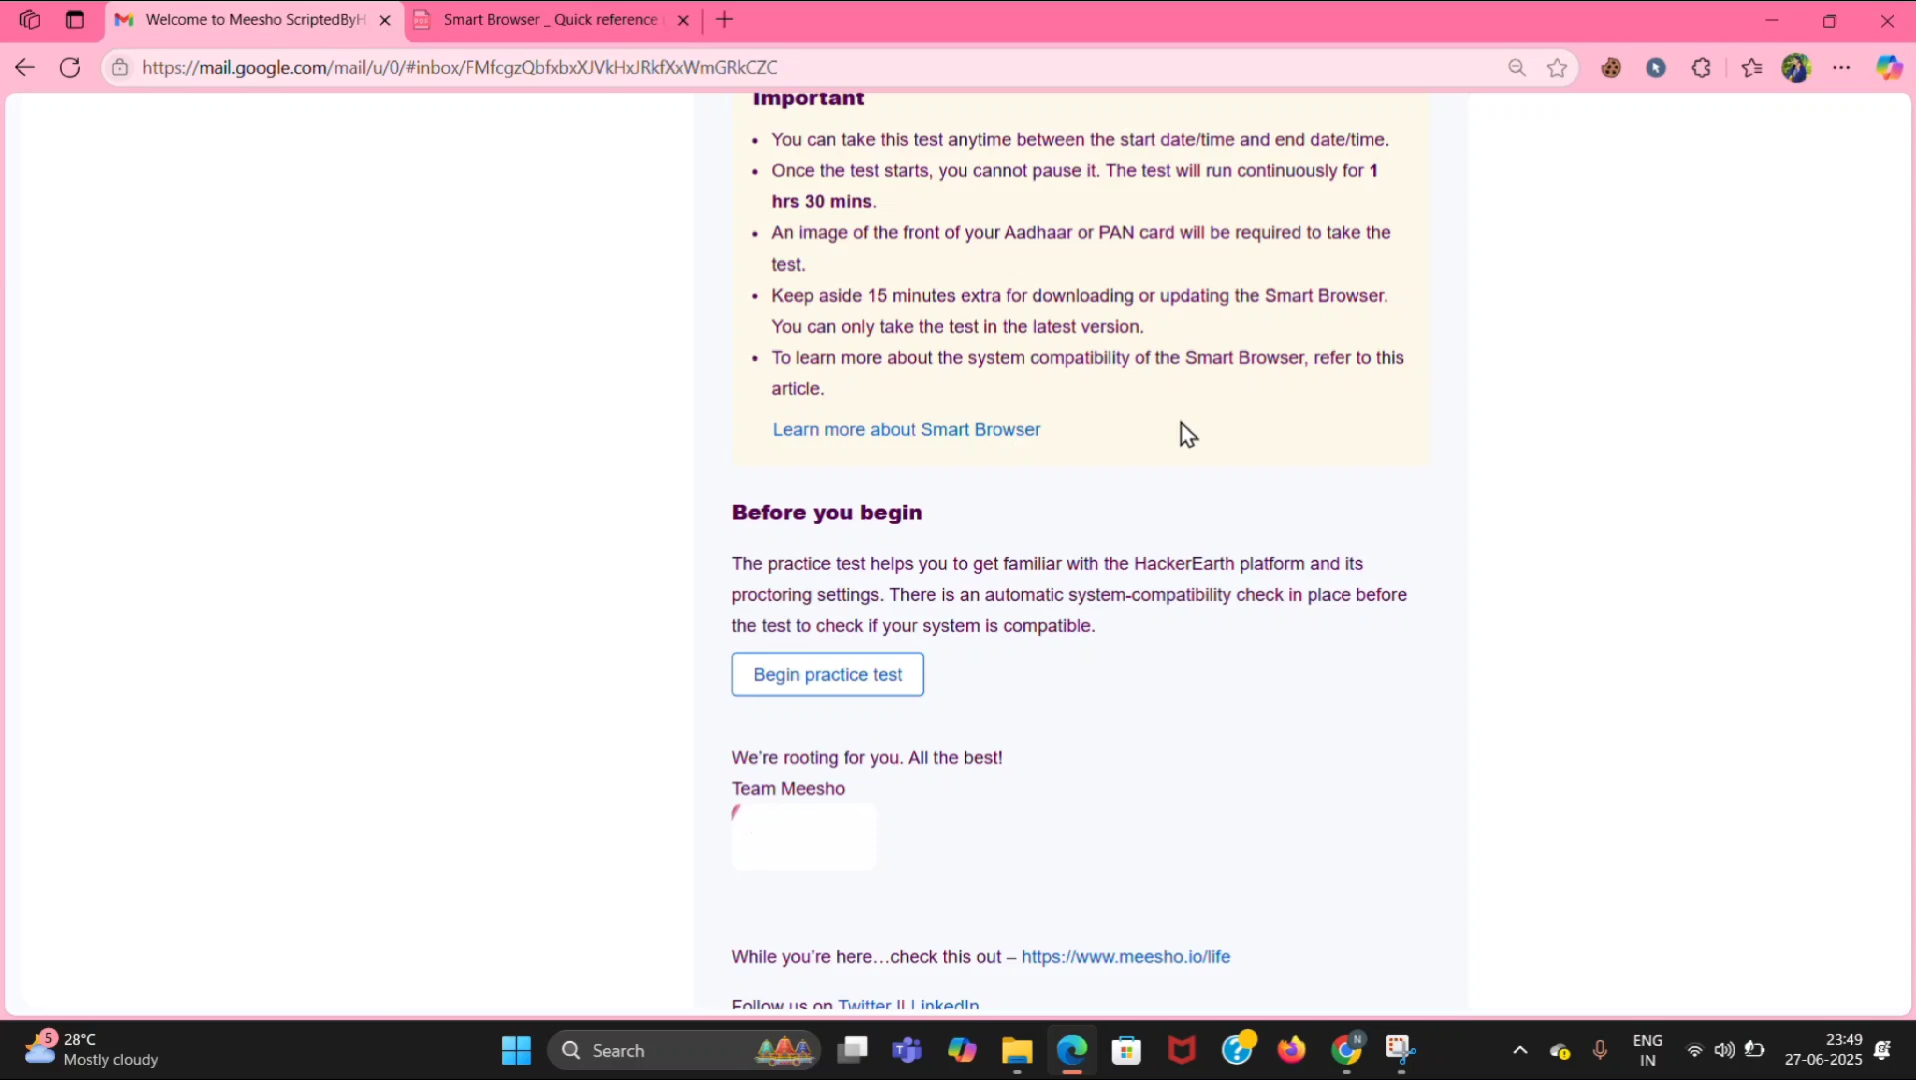 Welcome to Meesho ScriptedByH
Smart Browser _ Quick reference
https://mail.google.com/mail/u/0/#inbox/FMfcgzQbfxbxXJVkHxJRkfXxWmGRkCZC
Important
You can take this test anytime between the start date/time and end date/time.
Once the test starts, you cannot pause it. The test will run continuously for 1
hrs 30 mins.
An image of the front of your Aadhaar or PAN card will be required to take the
test.
Keep aside 15 minutes extra for downloading or updating the Smart Browser.
You can only take the test in the latest version.
To learn more about the system compatibility of the Smart Browser, refer to this
article.
Learn more about Smart Browser
Before you begin
The practice test helps you to get familiar with the HackerEarth platform and its
proctoring settings. There is an automatic system-compatibility check in place before
the test to check if your system is compatible.
Begin practice test
We're rooting for you. All the best!
Team Meesho
While you're here…check this out – https://www.meesho.io/life
Follow us on Twitter || LinkedIn
5
28°C
Mostly cloudy
Search
N
ENG
IN
23:49
27-06-2025